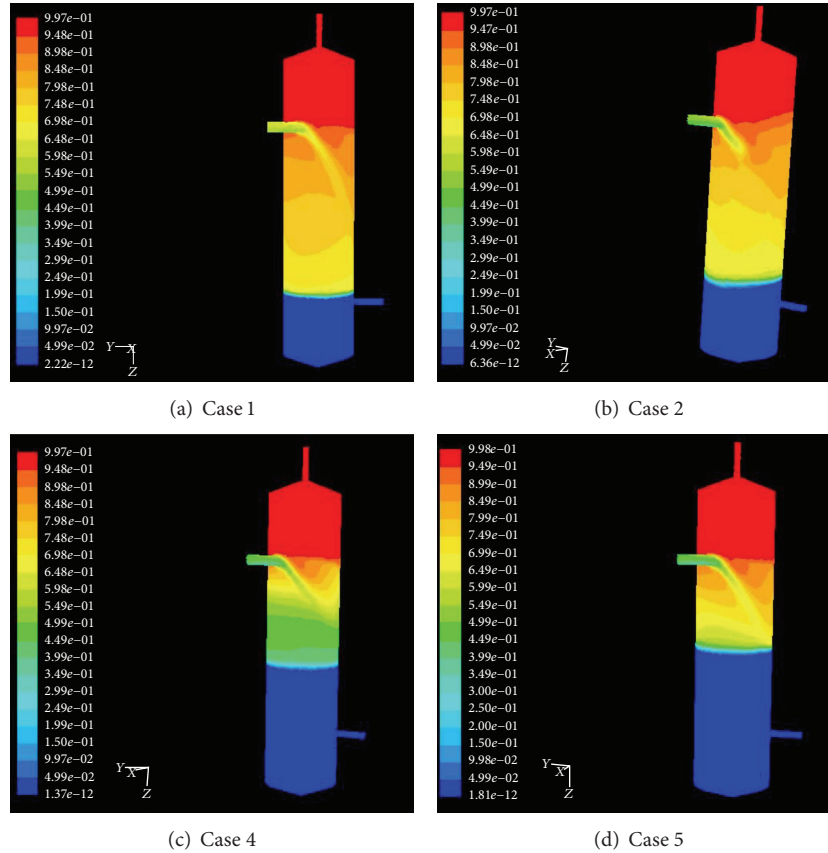 9.97e−01
9.48e−01
8.98e−01
8.48e−01
7.98e−01
6.98e−01
6.48e−01
5.98e−01
5.49e−01
4.99e−01
4.49e−01
3.99e−01
3.49e−01
2.99e−01
2.49e−01
1.99e−01
1.50e−01
9.97e−02
4.99e−02
2.22e−12
Y X
Z
(a) Case 1
9.97e−01
9.47e−01
8.98e−01
8.48e−01
7.98e−01
7.48e−01
6.98e−01
6.48e−01
5.98e−01
5.49e−01
4.99e−01
4.49e−01
3.99e−01
3.49e−01
2.99e−01
2.49e−01
1.99e−01
1.50e−01
9.97e−02
4.99e−02
6.36e−12
Y
X
Z
(b) Case 2
9.97e−01
9.48e−01
8.98e−01
8.48e−01
7.98e−01
7.48e−01
6.98e−01
6.48e−01
5.98e−01
5.49e−01
4.99e−01
4.49e−01
3.99e−01
3.49e−01
2.99e−01
2.49e−01
1.99e−01
1.50e−01
9.97e−02
4.99e−02
1.37e−12
Y X
Z
(c) Case 4
9.98e−01
9.49e−01
8.99e−01
8.49e−01
7.99e−01
7.49e−01
6.99e−01
6.49e−01
5.99e−01
5.49e−01
4.99e−01
4.49e−01
3.99e−01
3.49e−01
3.00e−01
2.50e−01
2.00e−01
1.50e−01
9.98e−02
4.99e−02
1.81e−12
Y X
Z
(d) Case 5